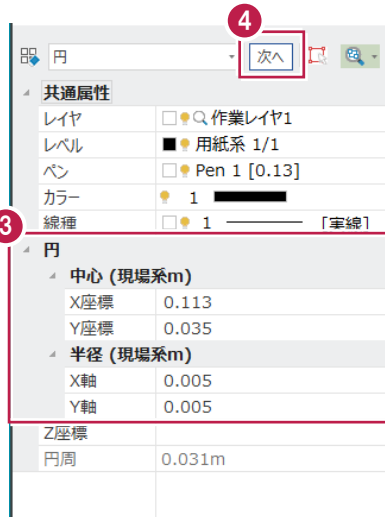 4
円 次へ
共通属性
レイヤ 作業レイヤ1
レベル 用紙系 1/1
ペン Pen 1 [0.13]
カラー 1
線種 1 [実線]
3
円
中心 (現場系m)
X座標 0.113
Y座標 0.035
半径 (現場系m)
X軸 0.005
Y軸 0.005
Z座標
円周 0.031m